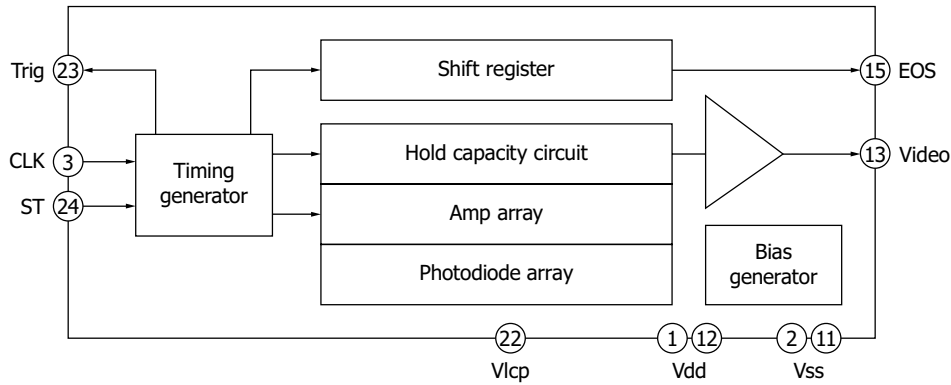 Trig 23
Shift register
15 EOS
CLK 3
Timing
generator
Hold capacity circuit
13 Video
ST 24
Amp array
Photodiode array
Bias
generator
22
1 12
2 11
Vlcp
Vdd
Vss